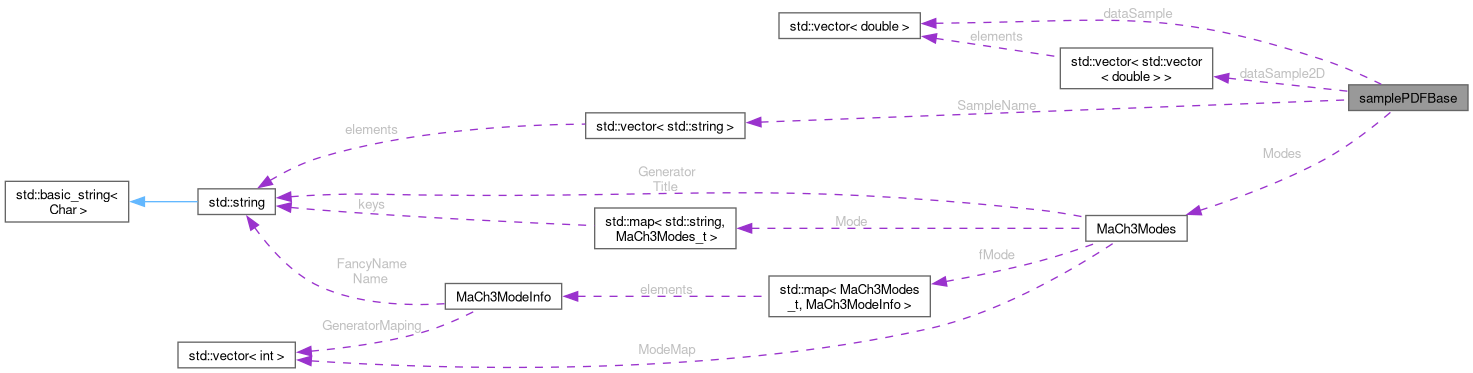 dataSample
std::vector< double >
elements
std::vector< std::vector
< double > >
dataSample2D
samplePDFBase
SampleName
std::vector< std::string >
elements
Modes
Generator
Title
std::basic_string<
Char >
std::string
keys
std::map< std::string,
MaCh3Modes_t >
Mode
MaCh3Modes
fMode
FancyName
Name
std::map< MaCh3Modes
_t, MaCh3ModeInfo >
elements
MaCh3ModeInfo
GeneratorMaping
std::vector< int >
ModeMap